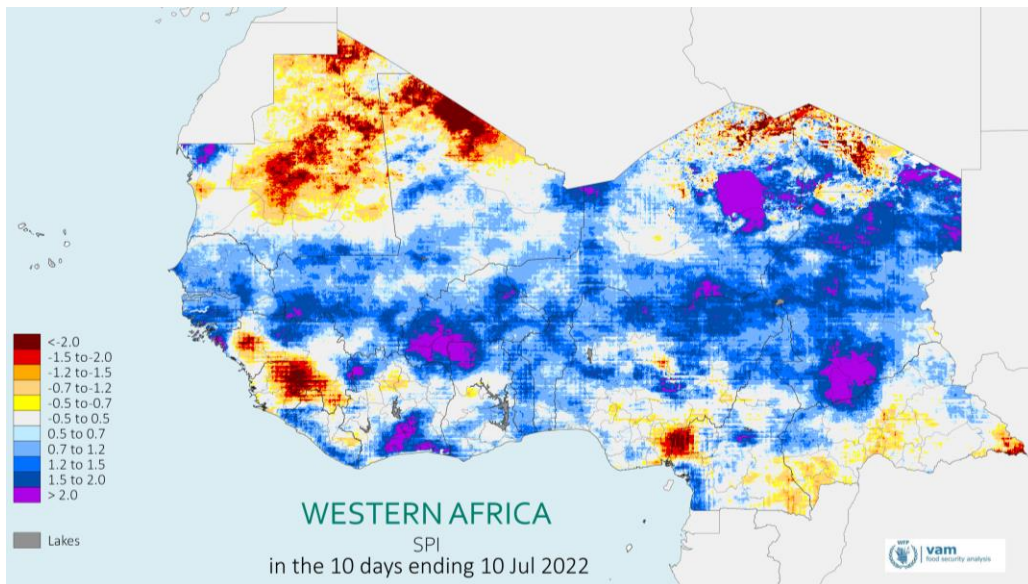 <-2.0
-1.5 to-2.0
-1.2 to-1.5
-0.7 to-1.2
-0.5 to-0.7
-0.5 to 0.5
0.5 to 0.7
0.7 to 1.2
1.2 to 1.5
1.5 to 2.0
> 2.0
Lakes
WESTERN AFRICA
SPI
in the 10 days ending 10 Jul 2022
WFP
vam
food security analysis